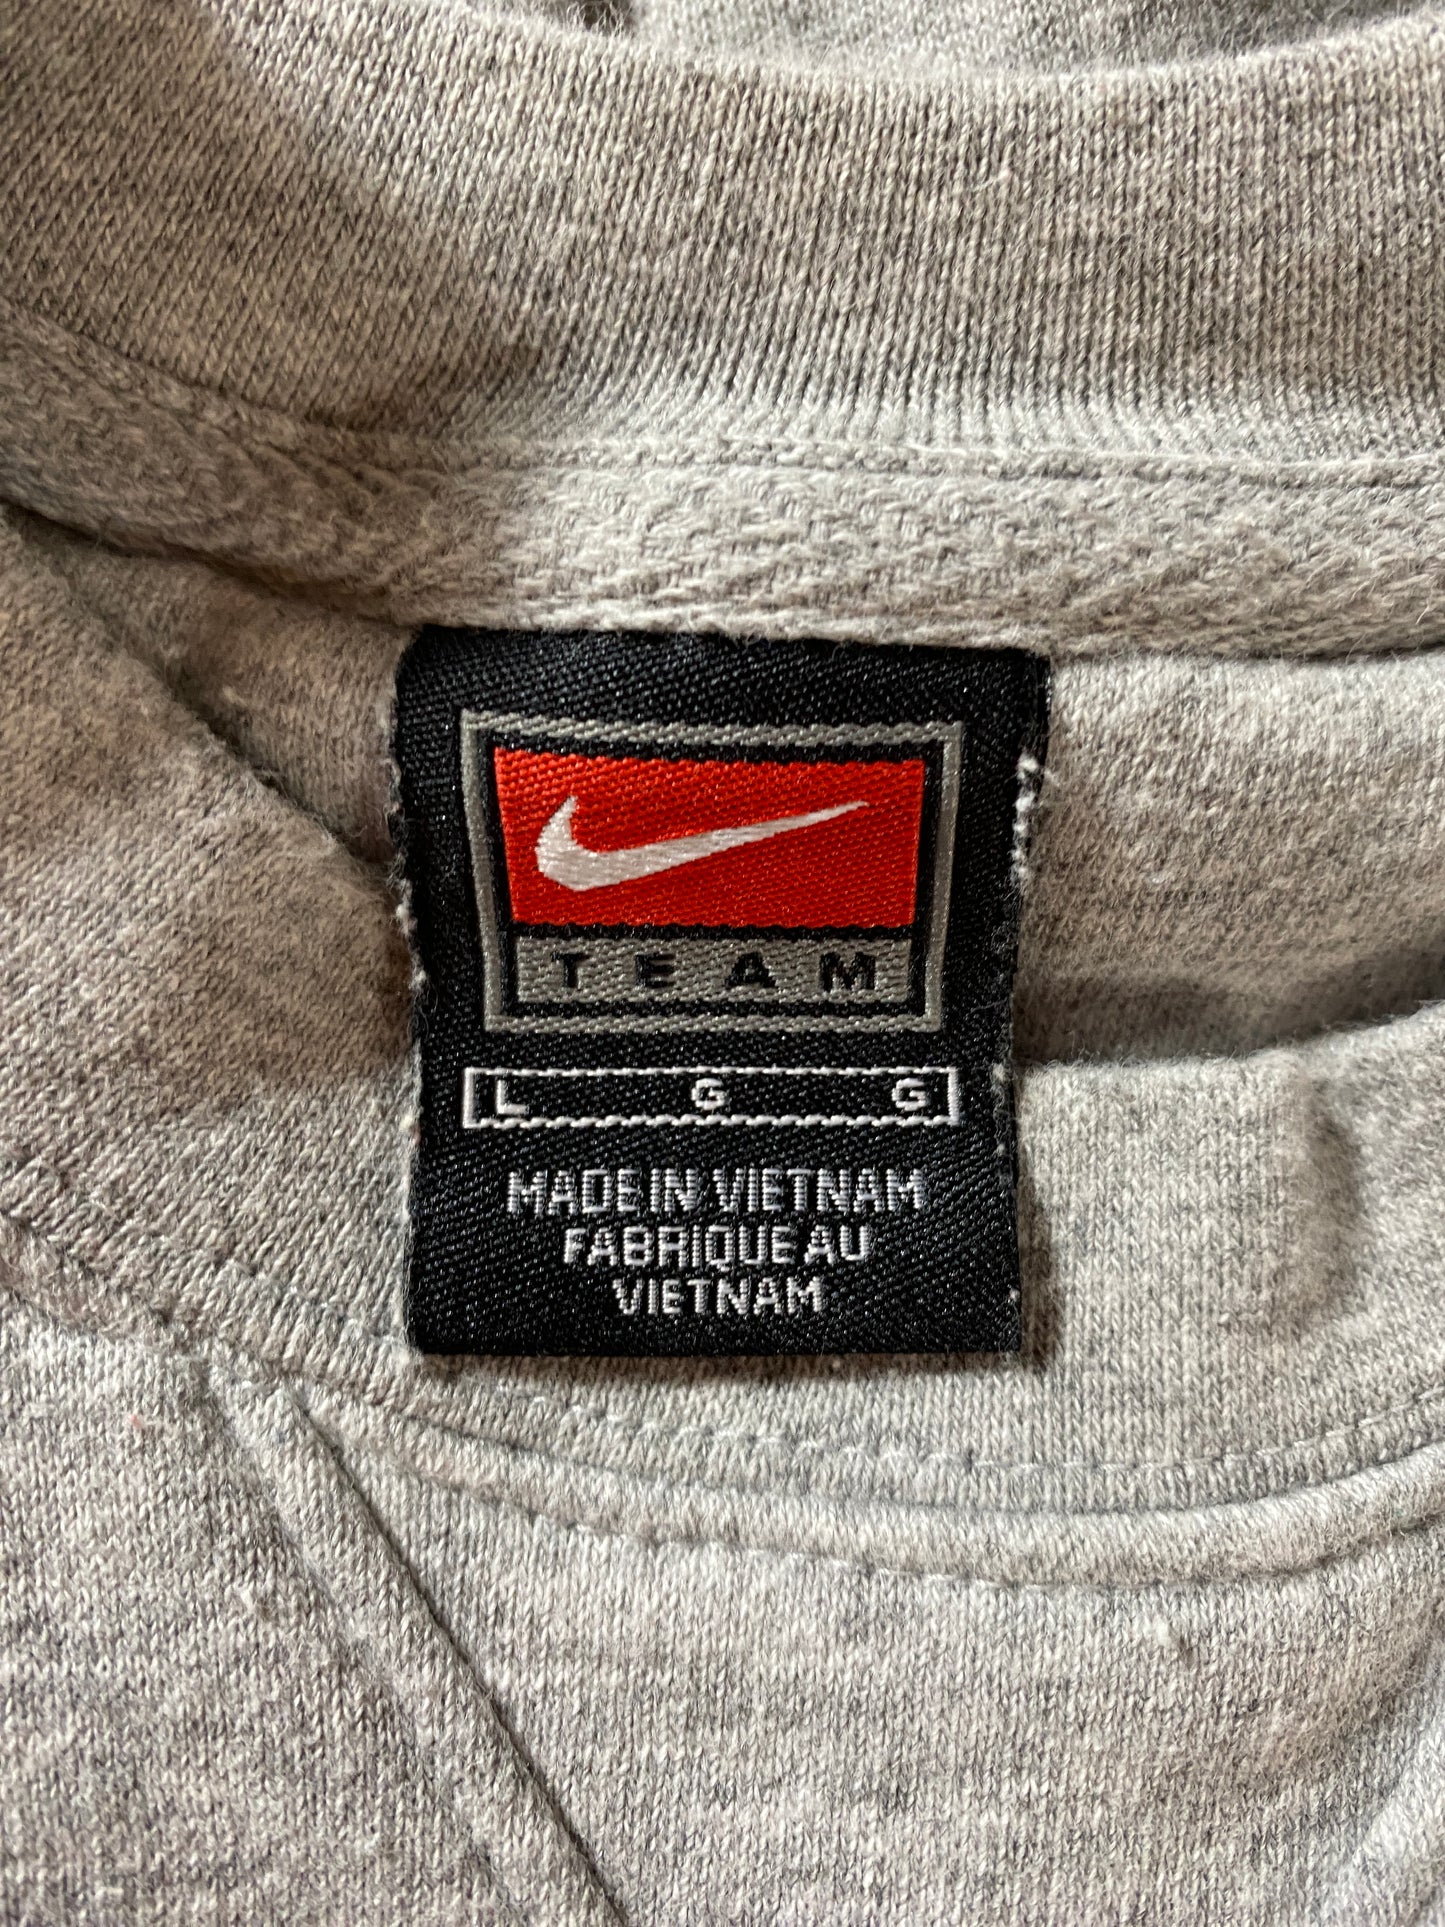 TEAM
L G G
MADE IN VIETNAM
FABRIQUE AU
VIETNAM